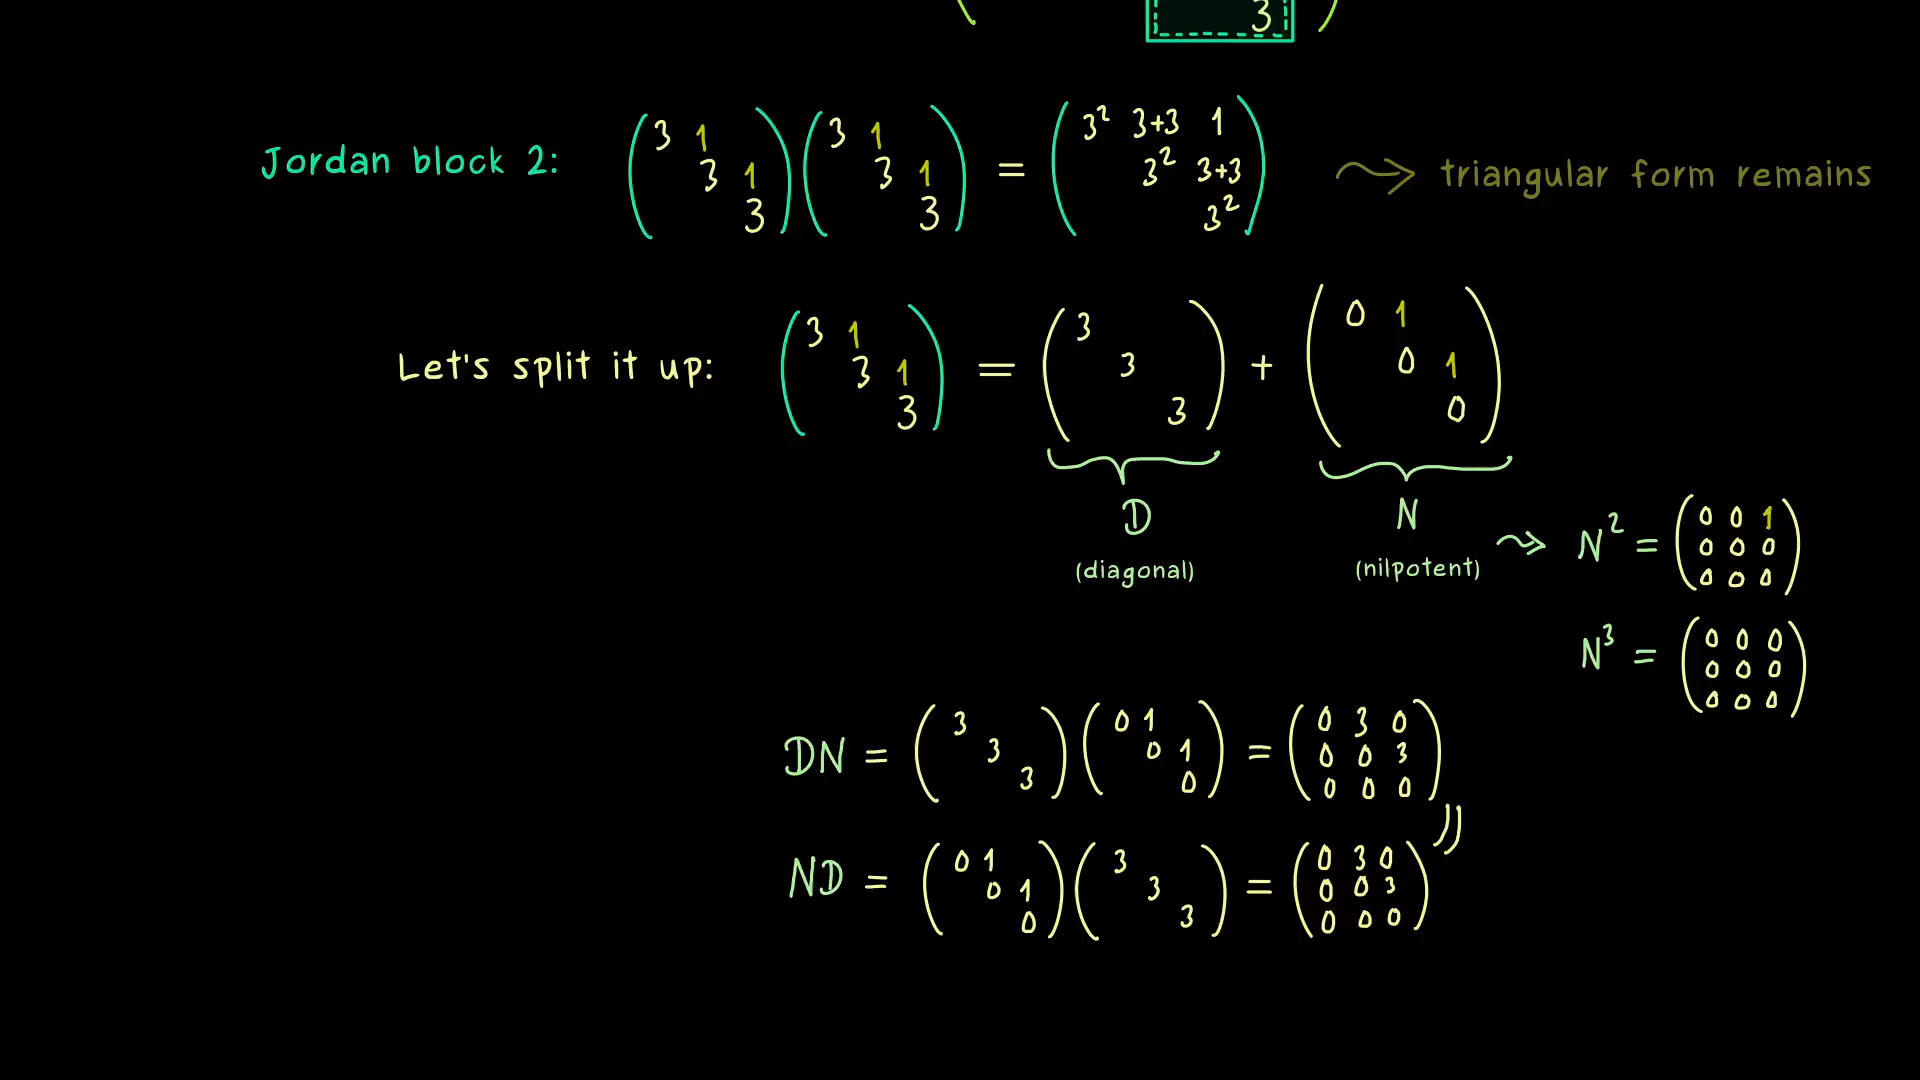 3
Jordan block 2: (3 1 / 3 1 / 3) (3 1 / 3 1 / 3) = (3² 3+3 1 / 3² 3+3 / 3²) ⇝ triangular form remains
Let's split it up: (3 1 / 3 1 / 3) = (3 / 3 / 3) + (0 1 / 0 1 / 0)
D N
(diagonal) (nilpotent) ⇝ N² = (0 0 1 / 0 0 0 / 0 0 0)
N³ = (0 0 0 / 0 0 0 / 0 0 0)
DN = (3 / 3 / 3) (0 1 / 0 1 / 0) = (0 3 0 / 0 0 3 / 0 0 0)
ND = (0 1 / 0 1 / 0) (3 / 3 / 3) = (0 3 0 / 0 0 3 / 0 0 0)